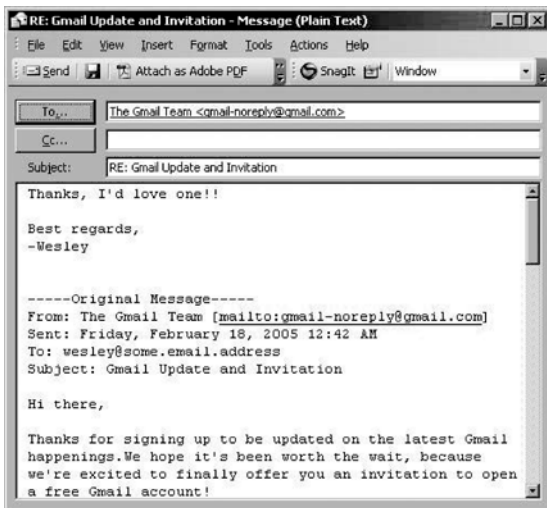 RE: Gmail Update and Invitation - Message (Plain Text)
File Edit View Insert Format Tools Actions Help
Send Attach as Adobe PDF SnagIt Window
To... The Gmail Team <gmail-noreply@gmail.com>
Cc...
Subject: RE: Gmail Update and Invitation
Thanks, I'd love one!!
Best regards,
-Wesley
-----Original Message-----
From: The Gmail Team [mailto:gmail-noreply@gmail.com]
Sent: Friday, February 18, 2005 12:42 AM
To: wesley@some.email.address
Subject: Gmail Update and Invitation
Hi there,
Thanks for signing up to be updated on the latest Gmail
happenings.We hope it's been worth the wait, because
we're excited to finally offer you an invitation to open
a free Gmail account!